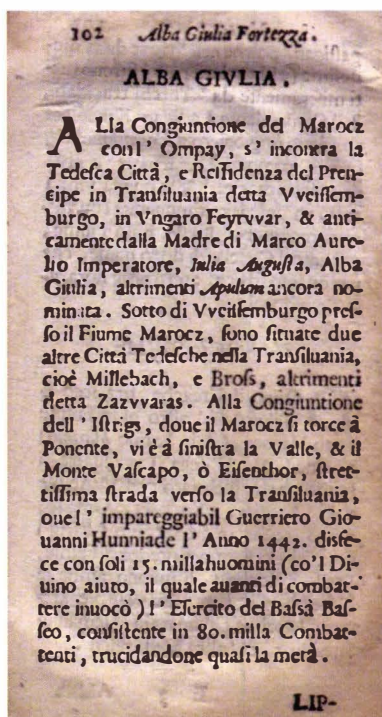 102 Alba Giulia Fortezza.
ALBA GIVLIA.
ALla Congiuntione del Marocz
con l' Ompay, s' incontra la
Tedesca Città, e Reſſidenza del Pren-
cipe in Tranſiluania detta Vveiſſem-
burgo, in Vngaro Feyrvvar, & anti-
camente dalla Madre di Marco Aure-
lio Imperatore, Iulia Auguſta, Alba
Giulia, altrimenti Apulum ancora no-
minata. Sotto di Vveiſſemburgo preſ-
ſo il Fiume Marocz, ſono ſituate due
altre Città Tedeſche nella Tranſiluania,
cioè Millebach, e Broſs, altrimenti
detta Zazvvaras. Alla Congiuntione
dell' Iſtrigs, doue il Marocz ſi torce à
Ponente, vi è à ſiniſtra la Valle, & il
Monte Vaſcapo, ò Eiſenthor, ſtret-
tiſſima ſtrada verſo la Tranſiluania,
oue l' impareggiabil Guerriero Gio-
uanni Hunniade l' Anno 1442. disfe-
ce con ſoli 15. milla huomini (co'l Di-
uino aiuto, il quale auanti di combat-
tere inuocò) l' Eſercito del Baſsà Baſ-
ſeo, conſiſtente in 80. milla Combat-
tenti, trucidandone quaſi la metà.
LIP-